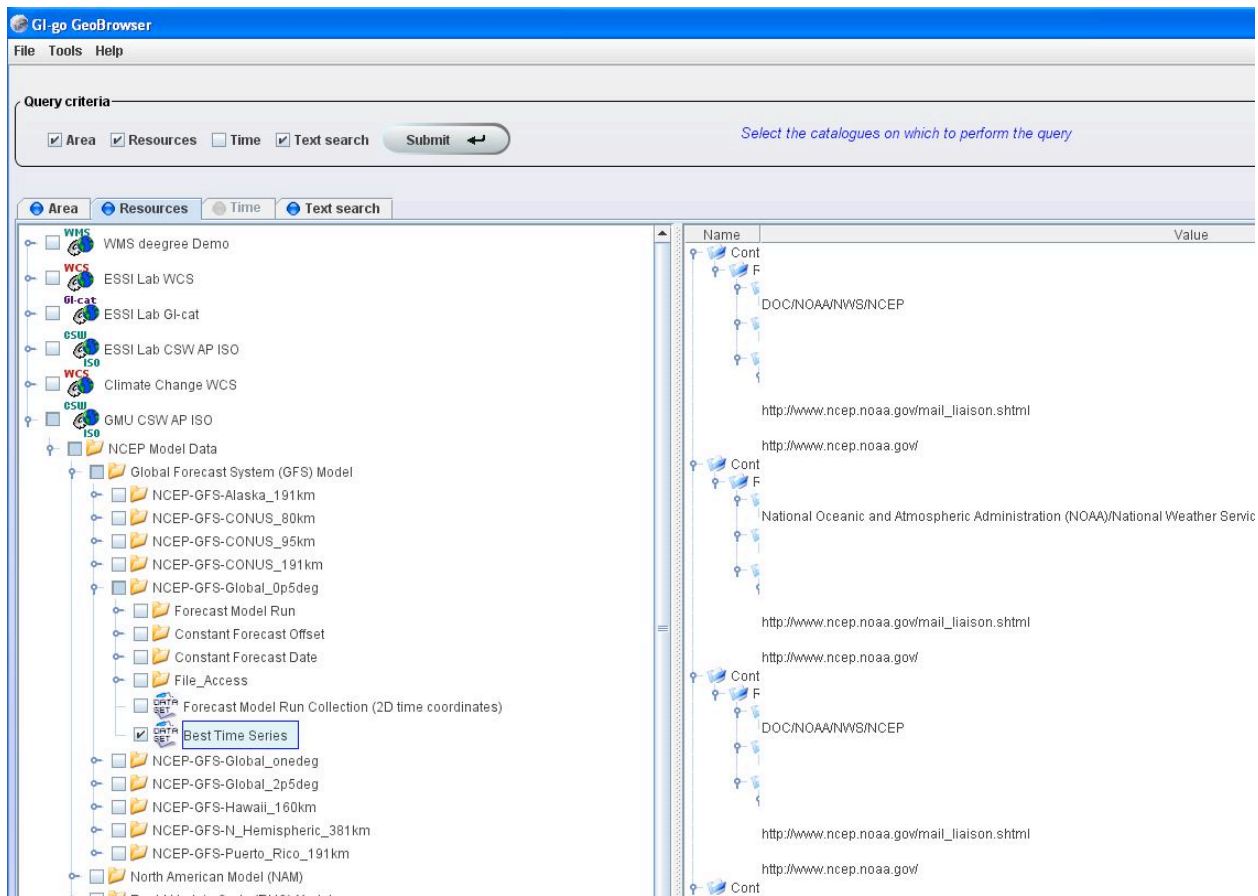 GI-go GeoBrowser
File Tools Help
Query criteria
Area Resources Time Text search Submit
Select the catalogues on which to perform the query
Area Resources Time Text search
WMS
WMS deegree Demo
WCS
ESSI Lab WCS
GI-cat
ESSI Lab GI-cat
CSW
ESSI Lab CSW AP ISO
ISO
WCS
Climate Change WCS
CSW
GMU CSW AP ISO
ISO
NCEP Model Data
Global Forecast System (GFS) Model
NCEP-GFS-Alaska_191km
NCEP-GFS-CONUS_80km
NCEP-GFS-CONUS_95km
NCEP-GFS-CONUS_191km
NCEP-GFS-Global_0p5deg
Forecast Model Run
Constant Forecast Offset
Constant Forecast Date
File_Access
DATA SET
Forecast Model Run Collection (2D time coordinates)
DATA SET
Best Time Series
NCEP-GFS-Global_onedeg
NCEP-GFS-Global_2p5deg
NCEP-GFS-Hawaii_160km
NCEP-GFS-N_Hemispheric_381km
NCEP-GFS-Puerto_Rico_191km
North American Model (NAM)
Name Value
Cont
F
DOC/NOAA/NWS/NCEP
http://www.ncep.noaa.gov/mail_liaison.shtml
http://www.ncep.noaa.gov/
Cont
F
National Oceanic and Atmospheric Administration (NOAA)/National Weather Servic
http://www.ncep.noaa.gov/mail_liaison.shtml
http://www.ncep.noaa.gov/
Cont
F
DOC/NOAA/NWS/NCEP
http://www.ncep.noaa.gov/mail_liaison.shtml
http://www.ncep.noaa.gov/
Cont